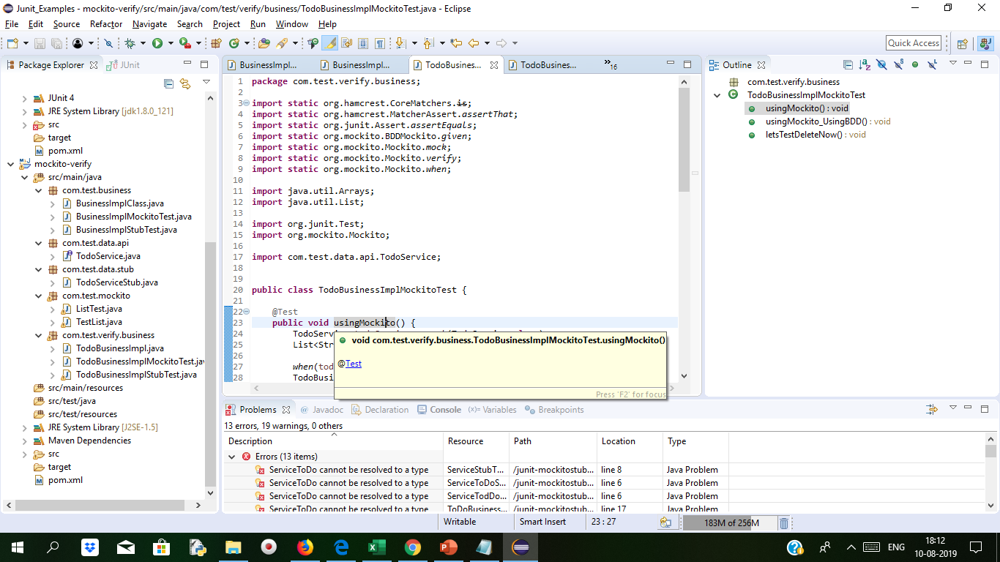 Junit_Examples - mockito-verify/src/main/java/com/test/verify/business/TodoBusinessImplMockitoTest.java - Eclipse
File Edit Source Refactor Navigate Search Project Run Window Help
Quick Access
Package Explorer JUnit
JUnit 4
JRE System Library [jdk1.8.0_121]
src
target
pom.xml
mockito-verify
src/main/java
com.test.business
BusinessImplClass.java
BusinessImplMockitoTest.java
BusinessImplStubTest.java
com.test.data.api
TodoService.java
com.test.data.stub
TodoServiceStub.java
com.test.mockito
ListTest.java
TestList.java
com.test.verify.business
TodoBusinessImpl.java
TodoBusinessImplMockitoTest.jav
TodoBusinessImplStubTest.java
src/main/resources
src/test/java
src/test/resources
JRE System Library [J2SE-1.5]
Maven Dependencies
src
target
pom.xml
BusinessImpl... BusinessImpl... TodoBusines... TodoBusines... »16
1 package com.test.verify.business;
2
3 import static org.hamcrest.CoreMatchers.is;
4 import static org.hamcrest.MatcherAssert.assertThat;
5 import static org.junit.Assert.assertEquals;
6 import static org.mockito.BDDMockito.given;
7 import static org.mockito.Mockito.mock;
8 import static org.mockito.Mockito.verify;
9 import static org.mockito.Mockito.when;
10
11 import java.util.Arrays;
12 import java.util.List;
13
14 import org.junit.Test;
15 import org.mockito.Mockito;
16
17 import com.test.data.api.TodoService;
18
19
20 public class TodoBusinessImplMockitoTest {
21
22 @Test
23 public void usingMockito() {
24 TodoServ
25 List<Str
26
27 when(tod
28 TodoBusi
void com.test.verify.business.TodoBusinessImplMockitoTest.usingMockito()
@Test
Press 'F2' for focus
Outline
com.test.verify.business
TodoBusinessImplMockitoTest
usingMockito() : void
usingMockito_UsingBDD() : void
letsTestDeleteNow() : void
Problems Javadoc Declaration Console Variables Breakpoints
13 errors, 19 warnings, 0 others
Description Resource Path Location Type
Errors (13 items)
ServiceToDo cannot be resolved to a type ServiceStubT... /junit-mockitostub... line 8 Java Problem
ServiceToDo cannot be resolved to a type ServiceToDoS... /junit-mockitostub... line 6 Java Problem
ServiceToDo cannot be resolved to a type ServiceTodDo... /junit-mockitostub... line 6 Java Problem
ServiceToDo cannot be resolved to a type ToDoBusiness... /junit-mockitostub... line 17 Java Problem
Writable Smart Insert 23 : 27 183M of 256M
ENG
18:12
10-08-2019